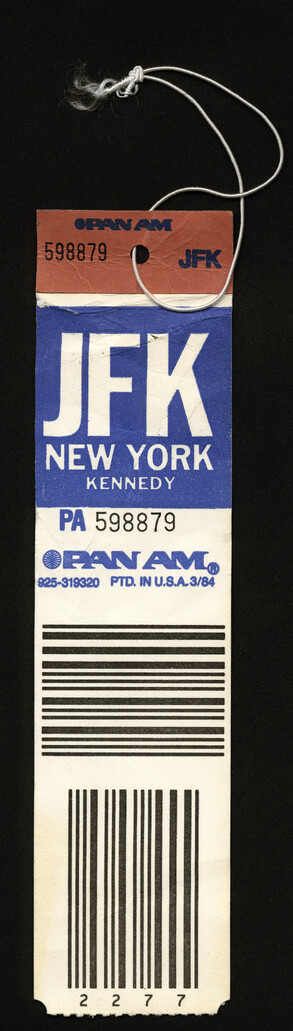 PAN AM
598879 JFK
JFK
NEW YORK
KENNEDY
PA 598879
PAN AM®
925-319320 PTD. IN U.S.A. 3/84
2 2 7 7